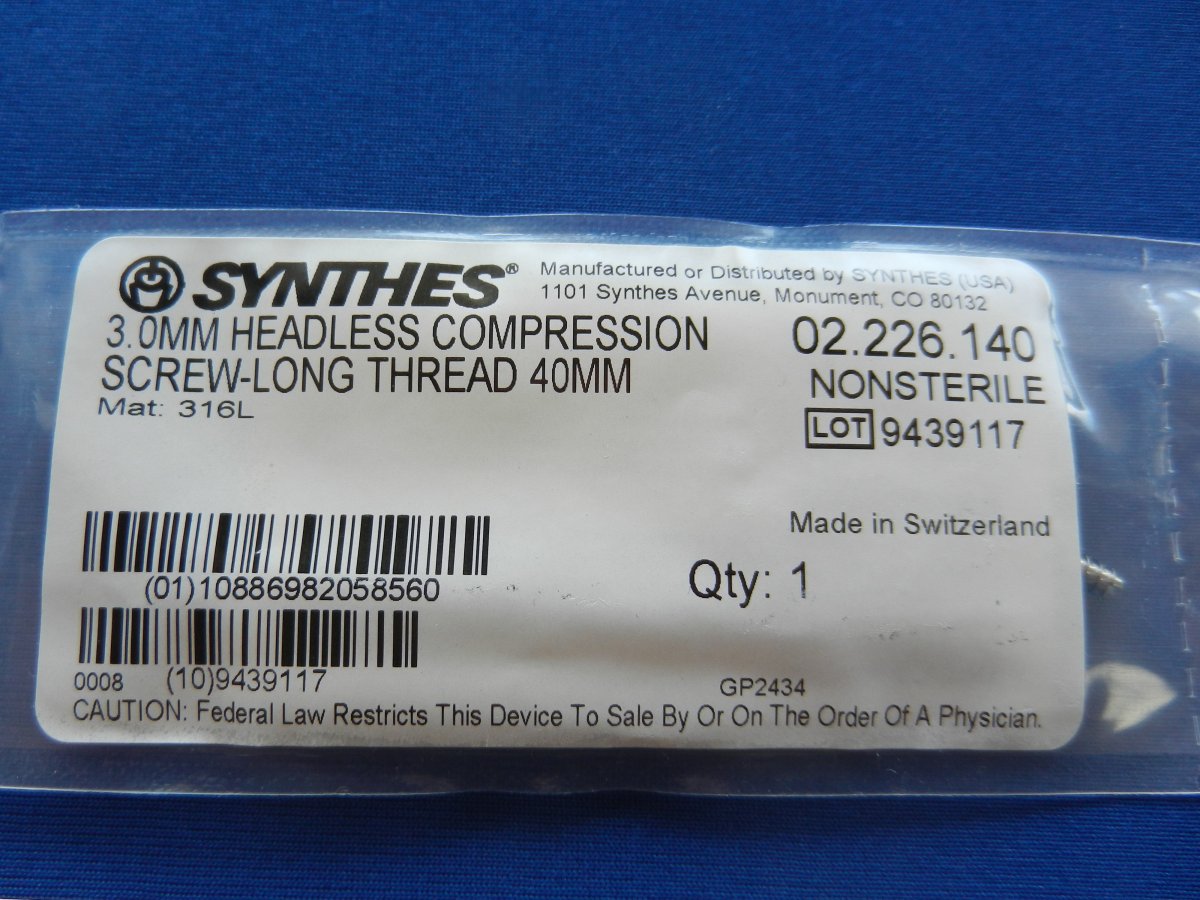 SYNTHES® Manufactured or Distributed by SYNTHES (USA)
1101 Synthes Avenue, Monument, CO 80132
3.0MM HEADLESS COMPRESSION
SCREW-LONG THREAD 40MM
Mat: 316L
02.226.140
NONSTERILE
LOT 9439117
Made in Switzerland
(01)10886982058560
Qty: 1
0008 (10)9439117
GP2434
CAUTION: Federal Law Restricts This Device To Sale By Or On The Order Of A Physician.